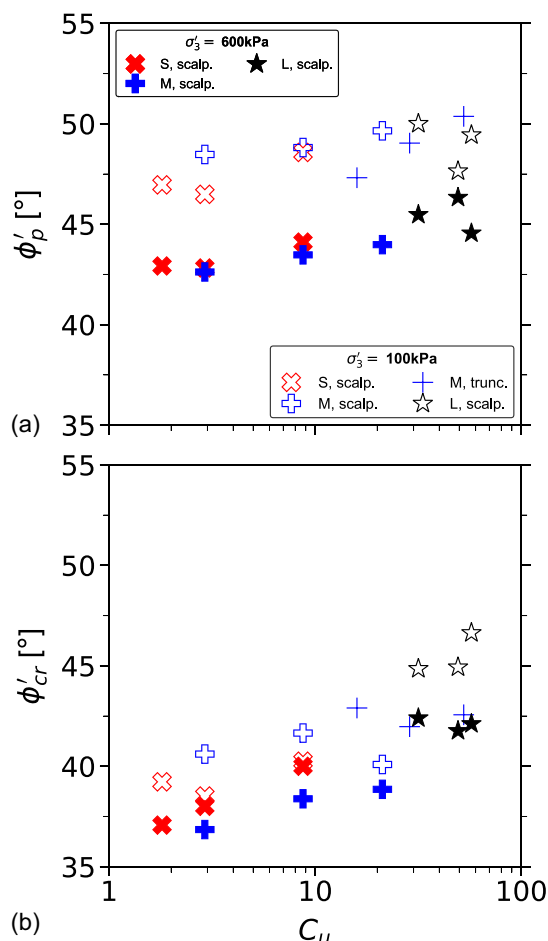 (a)
55
50
45
40
35
ϕ′p [°]
σ′3 = 600kPa
S, scalp.
L, scalp.
M, scalp.
σ′3 = 100kPa
S, scalp.
M, trunc.
M, scalp.
L, scalp.
(b)
55
50
45
40
35
ϕ′cr [°]
1
10
100
Cu